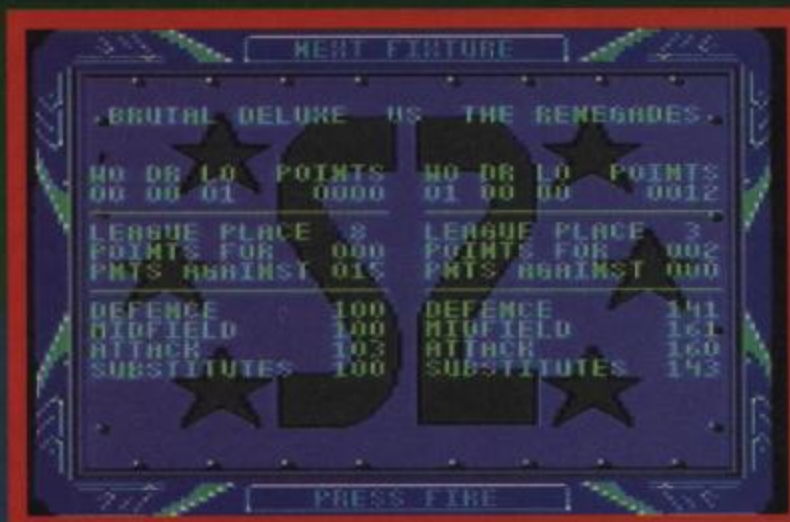 NEXT FIXTURE
BRUTAL DELUXE VS THE RENEGADES
WO DR LO POINTS WO DR LO POINTS
00 00 01 0000 01 00 00 0012
LEAGUE PLACE 8 LEAGUE PLACE 3
POINTS FOR 000 POINTS FOR 002
PNTS AGAINST 015 PNTS AGAINST 000
DEFENCE 100 DEFENCE 141
MIDFIELD 100 MIDFIELD 161
ATTACK 103 ATTACK 160
SUBSTITUTES 100 SUBSTITUTES 143
PRESS FIRE